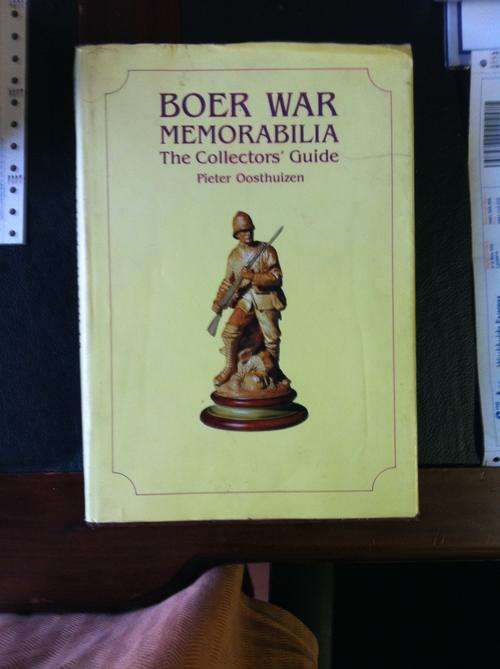 BOER WAR
MEMORABILIA
The Collectors' Guide
Pieter Oosthuizen